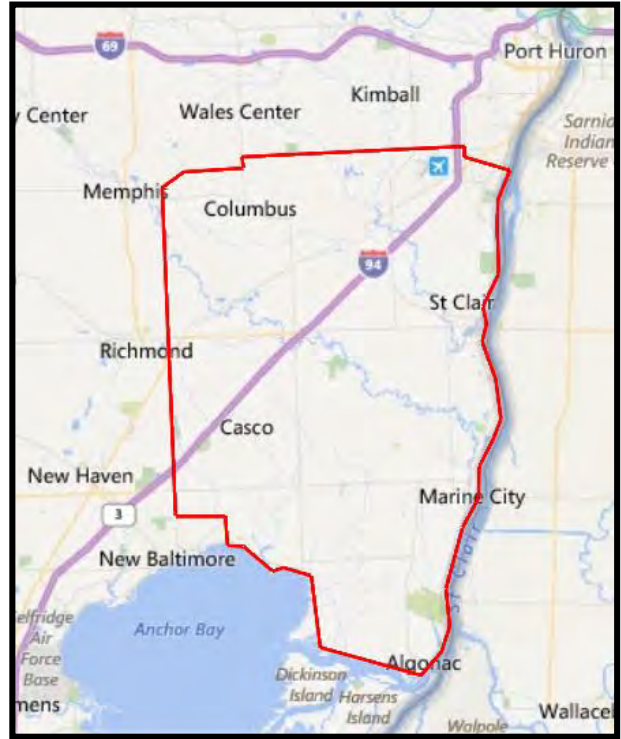 69
Port Huron
Kimball
y Center
Wales Center
Sarnia
Indian
Reserve
Memphis
Columbus
94
St Clair
Richmond
Casco
New Haven
Marine City
3
New Baltimore
St Clair
elfridge
Air
Force
Base
Anchor Bay
Algonac
Dickinson
Island
Harsens
Island
mens
Wallacel
Walpole